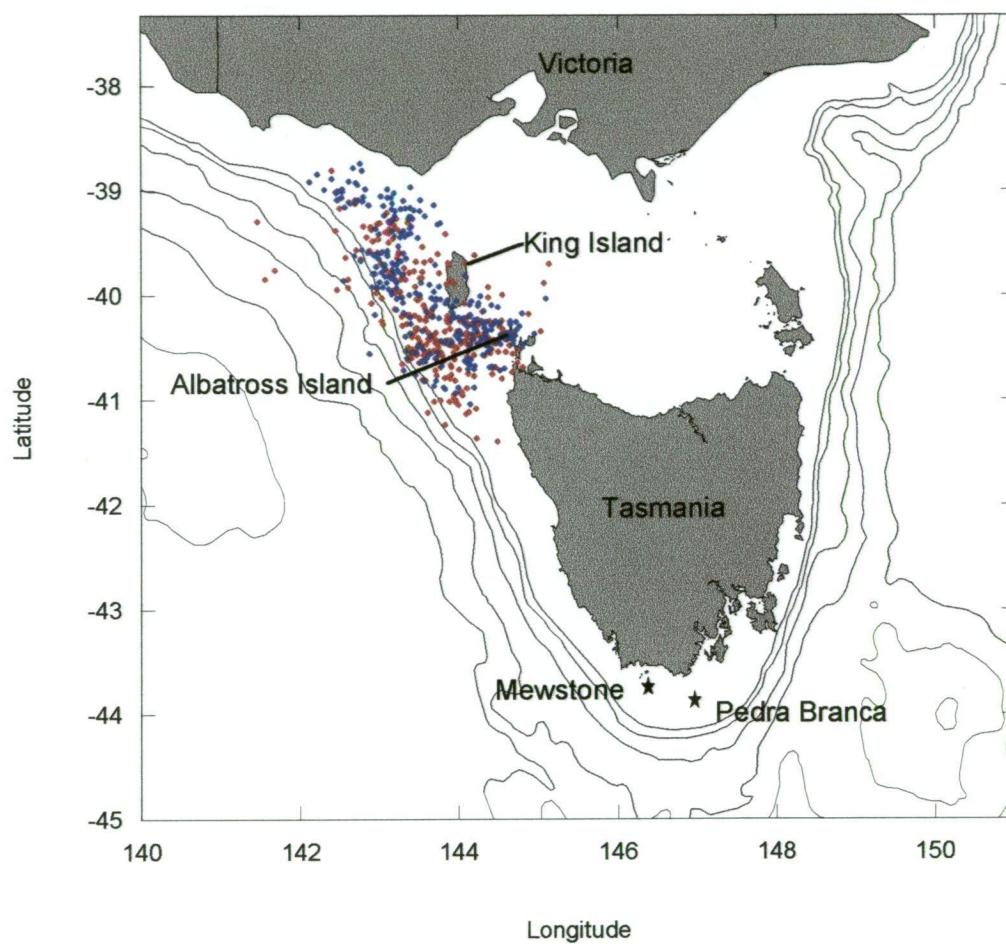 Victoria
-38
-39
King Island
-40
Albatross Island
-41
Latitude
-42
Tasmania
-43
Mewstone
-44
Pedra Branca
-45
140
142
144
146
148
150
Longitude